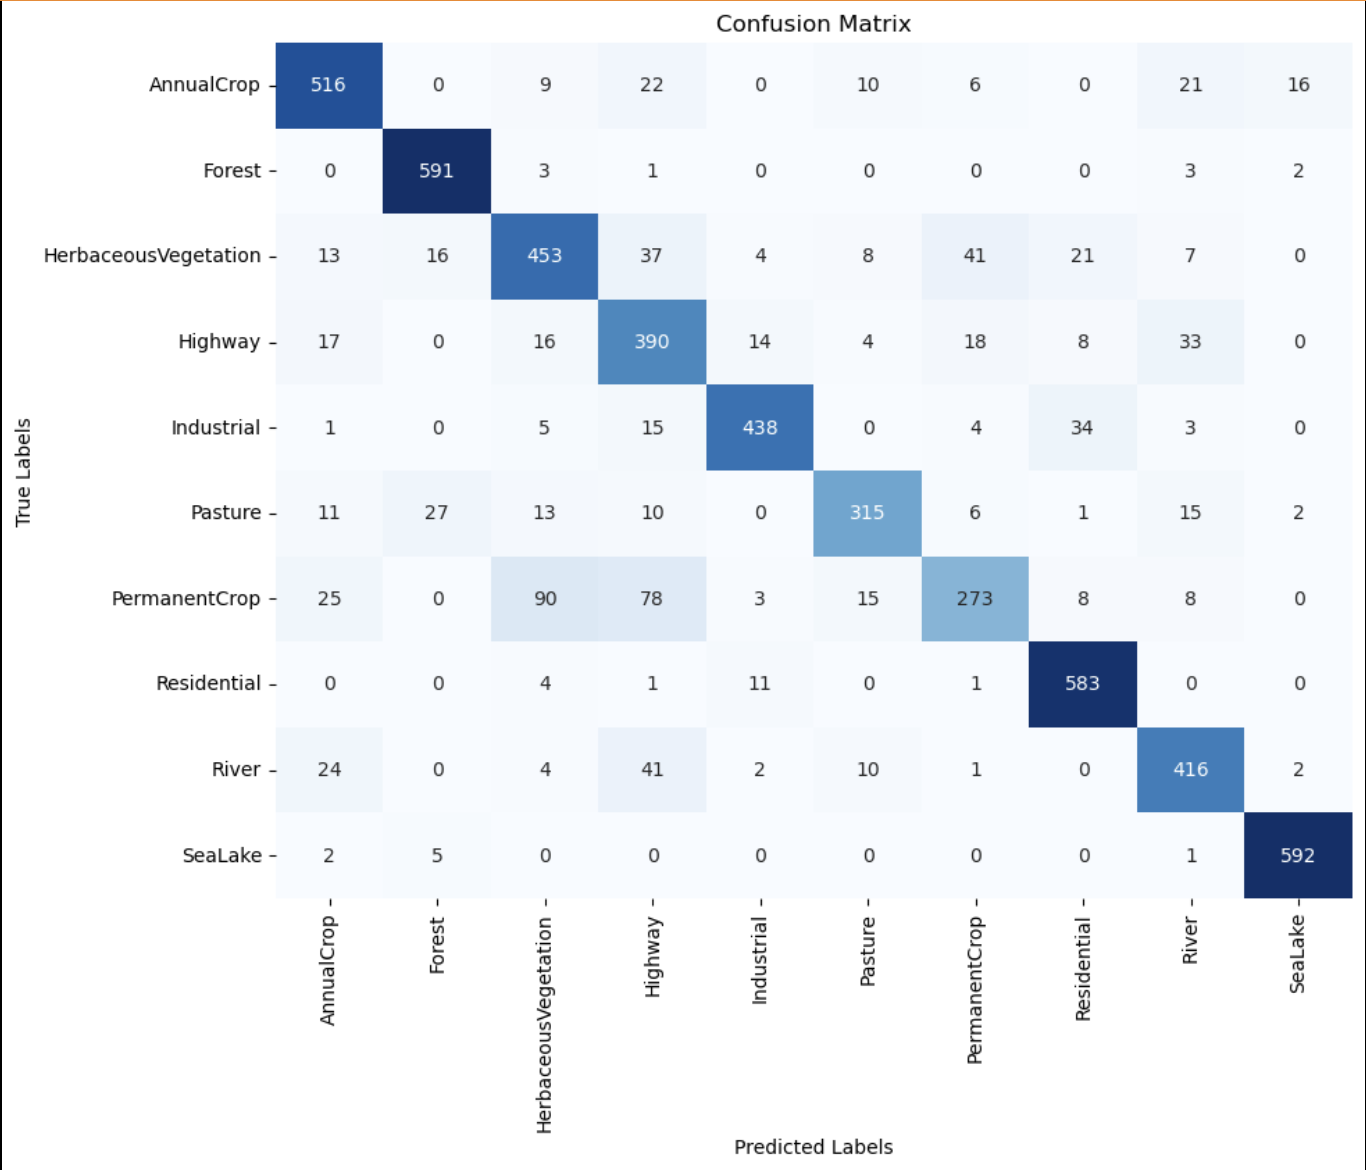 Confusion Matrix
AnnualCrop 516 0 9 22 0 10 6 0 21 16
Forest 0 591 3 1 0 0 0 0 3 2
HerbaceousVegetation 13 16 453 37 4 8 41 21 7 0
Highway 17 0 16 390 14 4 18 8 33 0
Industrial 1 0 5 15 438 0 4 34 3 0
Pasture 11 27 13 10 0 315 6 1 15 2
PermanentCrop 25 0 90 78 3 15 273 8 8 0
Residential 0 0 4 1 11 0 1 583 0 0
River 24 0 4 41 2 10 1 0 416 2
SeaLake 2 5 0 0 0 0 0 0 1 592
True Labels
AnnualCrop Forest HerbaceousVegetation Highway Industrial Pasture PermanentCrop Residential River SeaLake
Predicted Labels